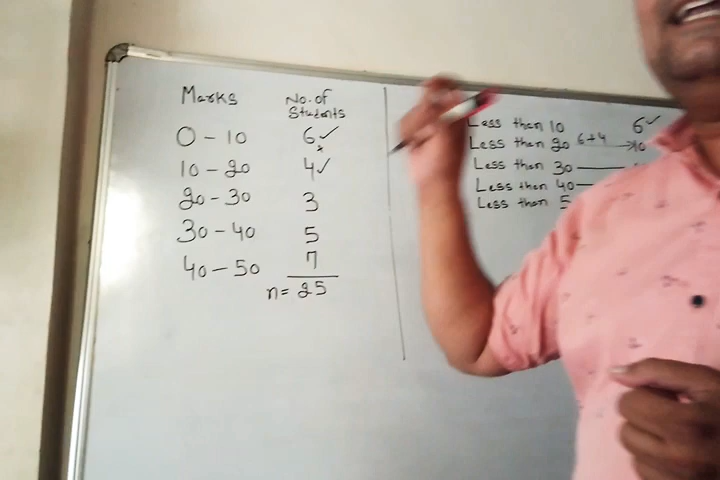 Marks No. of Students
0 - 10 6 ✓
10 - 20 4 ✓
20 - 30 3
30 - 40 5
40 - 50 7
n = 25
Less than 10 6 ✓
Less than 20 6+4 → 10
Less than 30
Less than 40
Less than 5